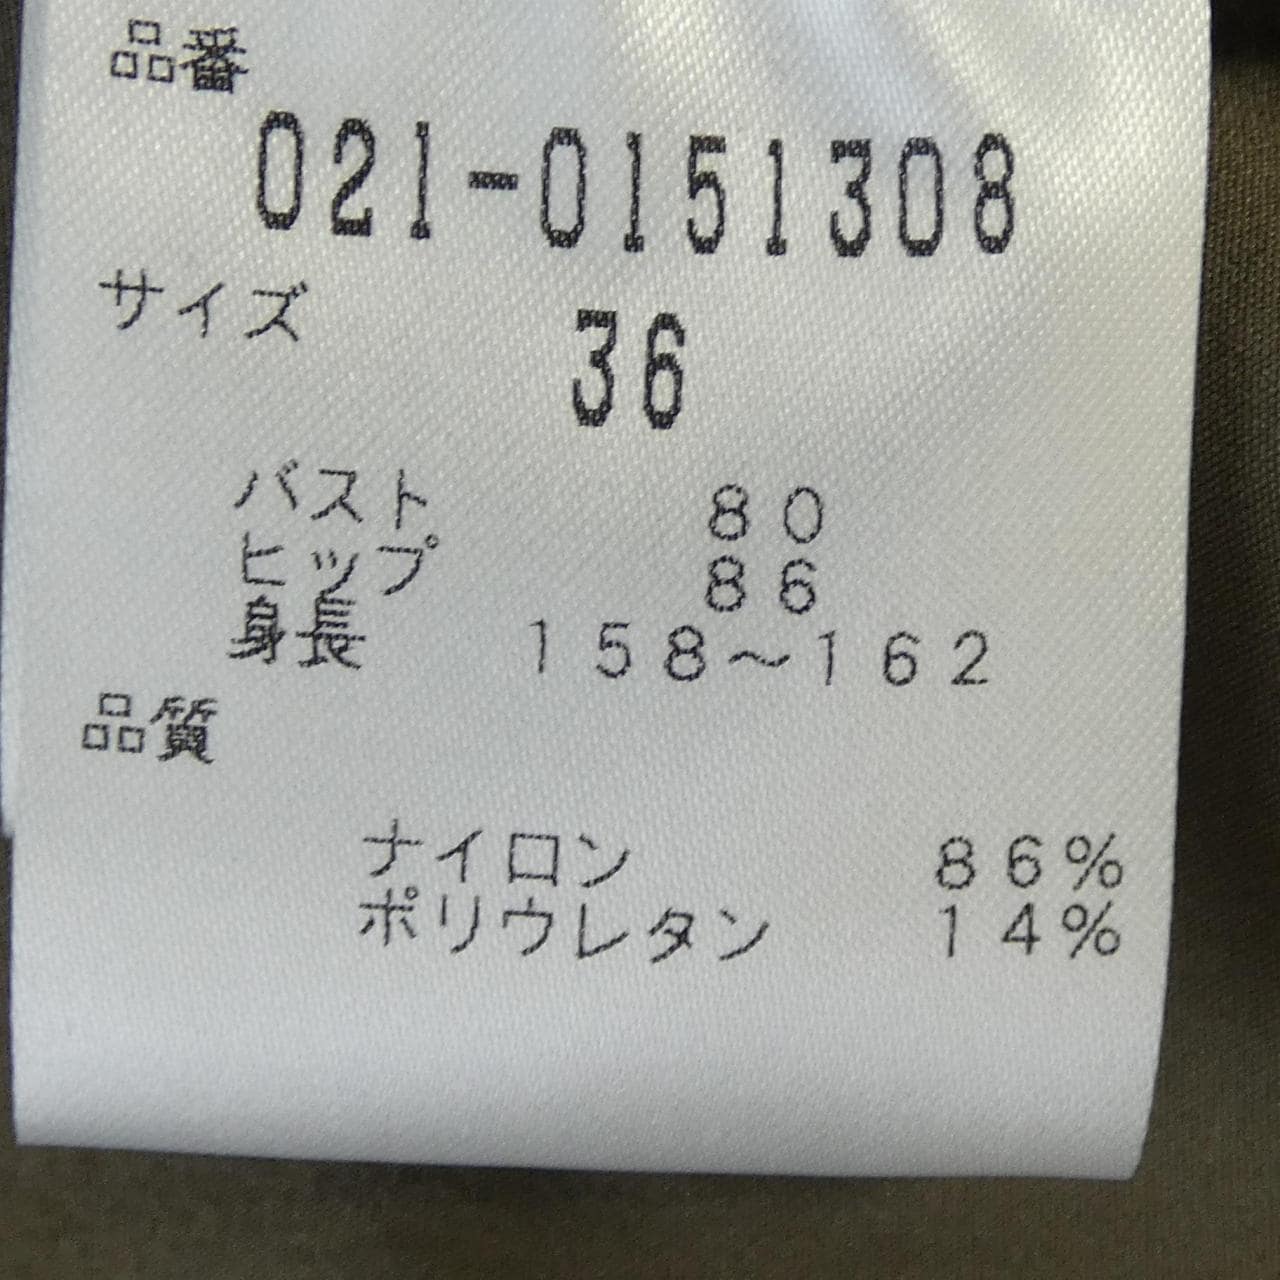 品番
021-0151308
サイズ
36
バスト 80
ヒップ 86
身長 158～162
品質
ナイロン 86%
ポリウレタン 14%